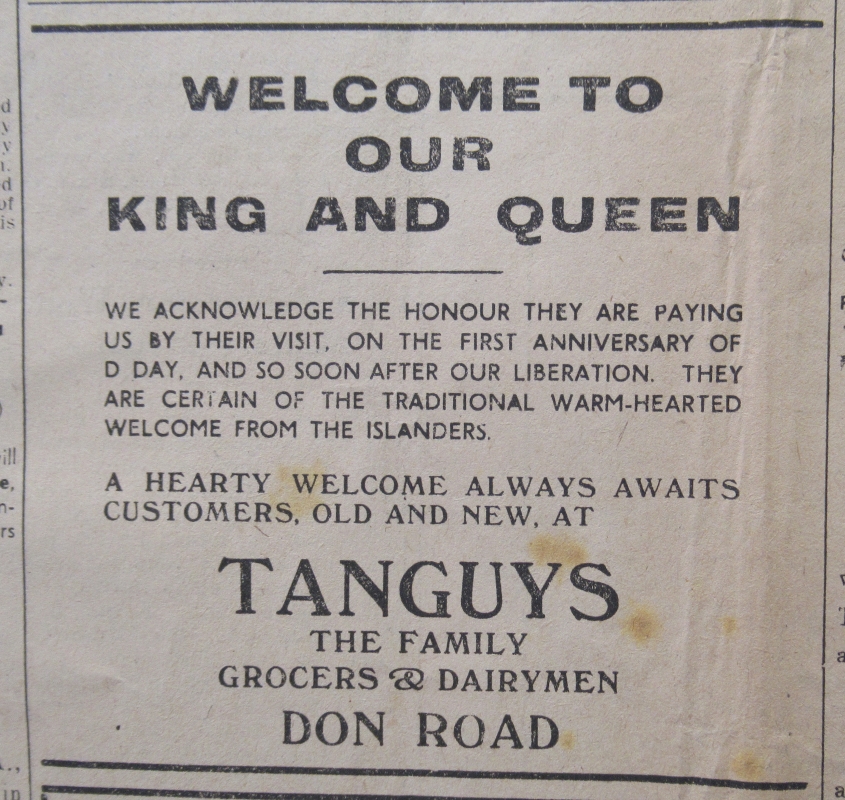 WELCOME TO
OUR
KING AND QUEEN
WE ACKNOWLEDGE THE HONOUR THEY ARE PAYING
US BY THEIR VISIT, ON THE FIRST ANNIVERSARY OF
D DAY, AND SO SOON AFTER OUR LIBERATION. THEY
ARE CERTAIN OF THE TRADITIONAL WARM-HEARTED
WELCOME FROM THE ISLANDERS.
A HEARTY WELCOME ALWAYS AWAITS
CUSTOMERS, OLD AND NEW, AT
TANGUYS
THE FAMILY
GROCERS & DAIRYMEN
DON ROAD